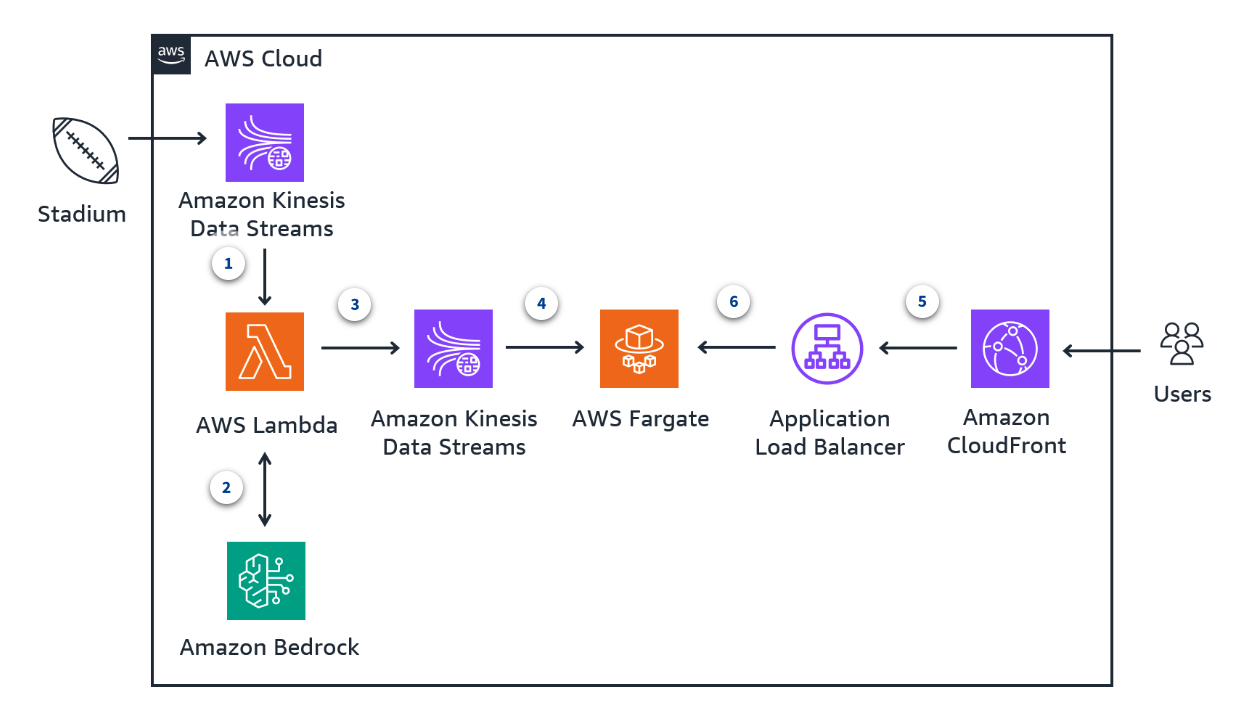 aws
AWS Cloud
Stadium
Amazon Kinesis
Data Streams
1
3
4
6
5
AWS Lambda
Amazon Kinesis
Data Streams
AWS Fargate
Application
Load Balancer
Amazon
CloudFront
Users
2
Amazon Bedrock